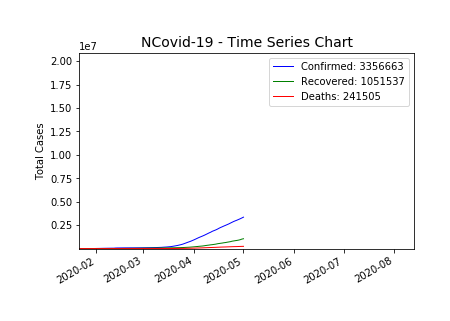 NCovid-19 - Time Series Chart
1e7
2.00
1.75
1.50
1.25
1.00
0.75
0.50
0.25
Total Cases
Confirmed: 3356663
Recovered: 1051537
Deaths: 241505
2020-02
2020-03
2020-04
2020-05
2020-06
2020-07
2020-08